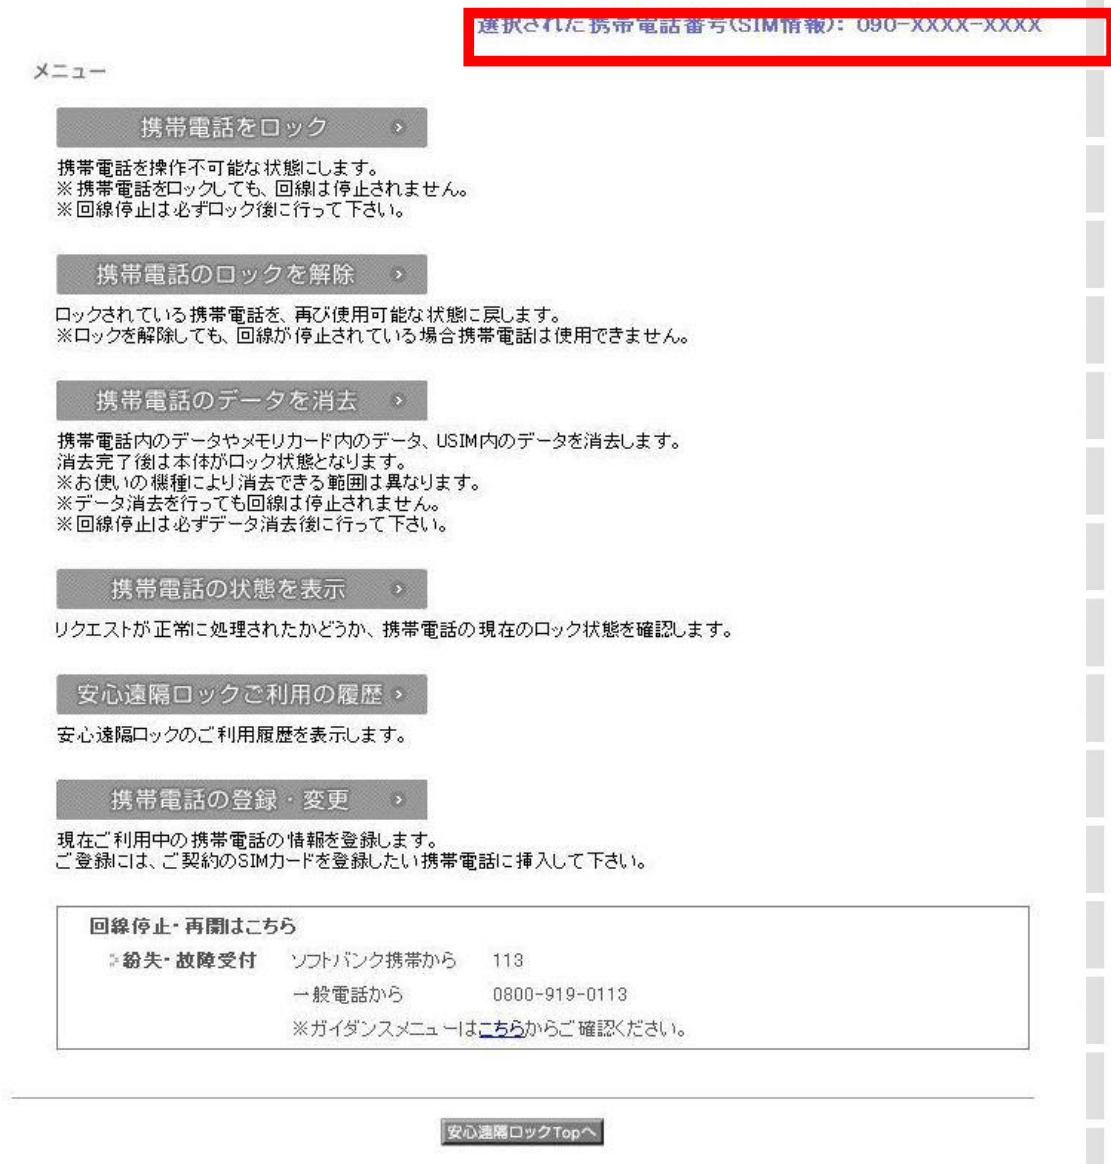 選択された携帯電話番号(SIM情報): 090-XXXX-XXXX
メニュー
携帯電話をロック
携帯電話を操作不可能な状態にします。
※携帯電話をロックしても、回線は停止されません。
※回線停止は必ずロック後に行って下さい。
携帯電話のロックを解除
ロックされている携帯電話を、再び使用可能な状態に戻します。
※ロックを解除しても、回線が停止されている場合携帯電話は使用できません。
携帯電話のデータを消去
携帯電話内のデータやメモリカード内のデータ、USIM内のデータを消去します。
消去完了後は本体がロック状態となります。
※お使いの機種により消去できる範囲は異なります。
※データ消去を行っても回線は停止されません。
※回線停止は必ずデータ消去後に行って下さい。
携帯電話の状態を表示
リクエストが正常に処理されたかどうか、携帯電話の現在のロック状態を確認します。
安心遠隔ロックご利用の履歴
安心遠隔ロックのご利用履歴を表示します。
携帯電話の登録・変更
現在ご利用中の携帯電話の情報を登録します。
ご登録には、ご契約のSIMカードを登録したい携帯電話に挿入して下さい。
回線停止・再開はこちら
紛失・故障受付 ソフトバンク携帯から 113
一般電話から 0800-919-0113
※ガイダンスメニューはこちらからご確認ください。
安心遠隔ロックTopへ